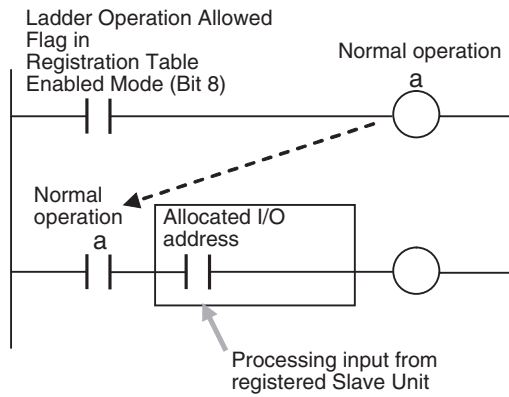 Ladder Operation Allowed
Flag in
Registration Table
Enabled Mode (Bit 8)
Normal operation
a
Normal
operation
a
Allocated I/O
address
Processing input from
registered Slave Unit